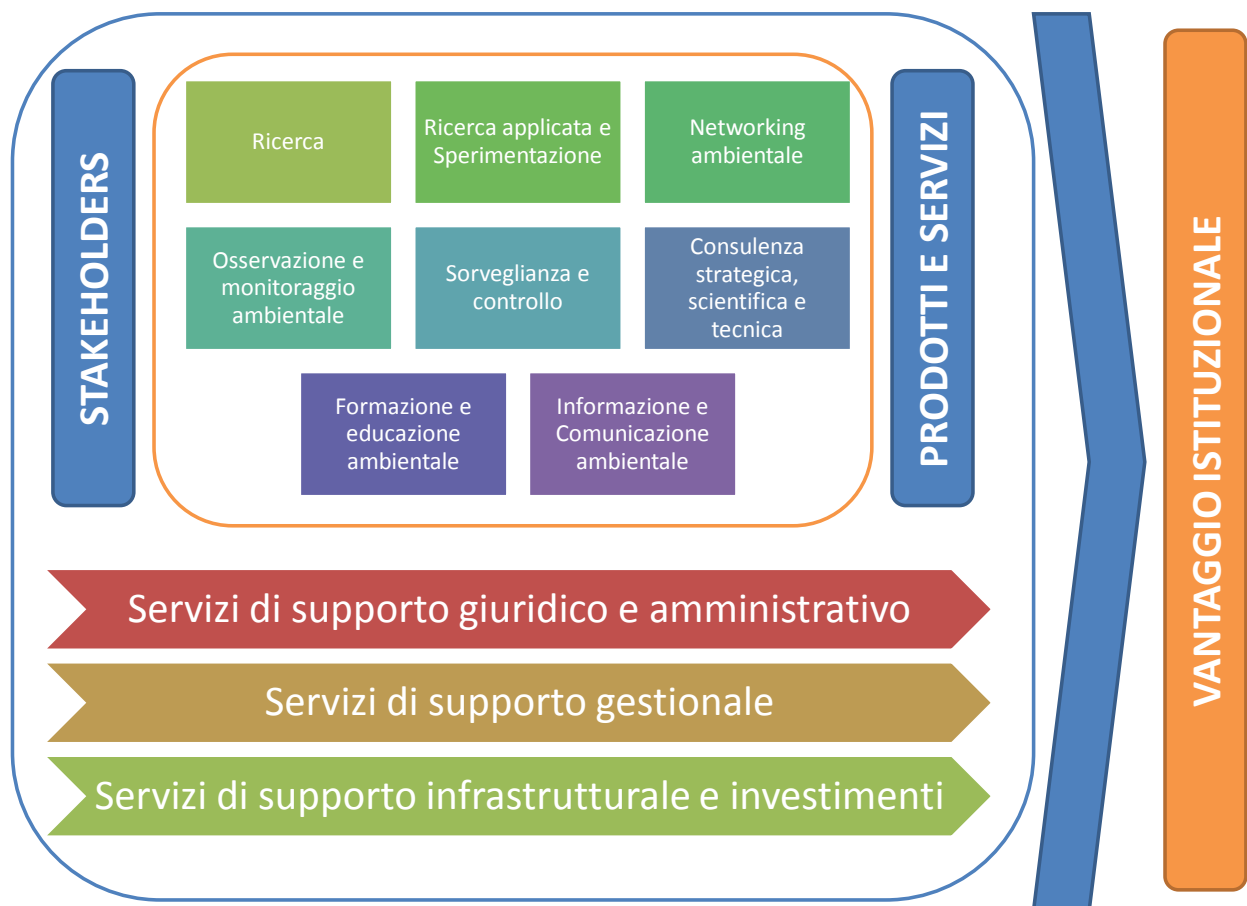 STAKEHOLDERS
Ricerca
Ricerca applicata e
Sperimentazione
Networking
ambientale
Osservazione e
monitoraggio
ambientale
Sorveglianza e
controllo
Consulenza
strategica,
scientifica e
tecnica
Formazione e
educazione
ambientale
Informazione e
Comunicazione
ambientale
PRODOTTI E SERVIZI
Servizi di supporto giuridico e amministrativo
Servizi di supporto gestionale
Servizi di supporto infrastrutturale e investimenti
VANTAGGIO ISTITUZIONALE